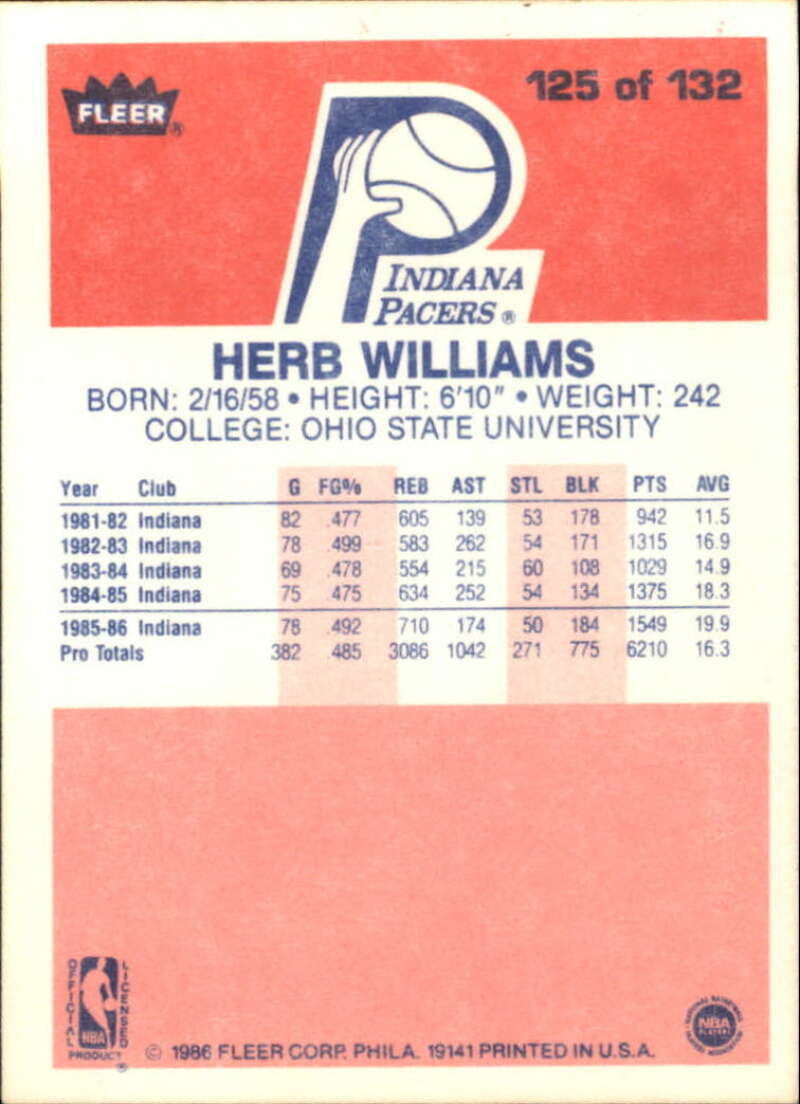 FLEER®
125 of 132
INDIANA
PACERS®
HERB WILLIAMS
BORN: 2/16/58 • HEIGHT: 6'10" • WEIGHT: 242
COLLEGE: OHIO STATE UNIVERSITY
Year Club G FG% REB AST STL BLK PTS AVG
1981-82 Indiana 82 .477 605 139 53 178 942 11.5
1982-83 Indiana 78 .499 583 262 54 171 1315 16.9
1983-84 Indiana 69 .478 554 215 60 108 1029 14.9
1984-85 Indiana 75 .475 634 252 54 134 1375 18.3
1985-86 Indiana 78 .492 710 174 50 184 1549 19.9
Pro Totals 382 .485 3086 1042 271 775 6210 16.3
OFFICIAL LICENSED
NBA
PRODUCT®
© 1986 FLEER CORP. PHILA. 19141 PRINTED IN U.S.A.
NATIONAL BASKETBALL
NBA
PLAYERS
ASSOCIATION